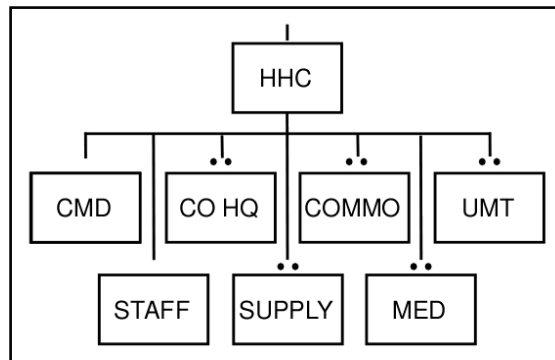 HHC
CMD
CO HQ
COMMO
UMT
STAFF
SUPPLY
MED